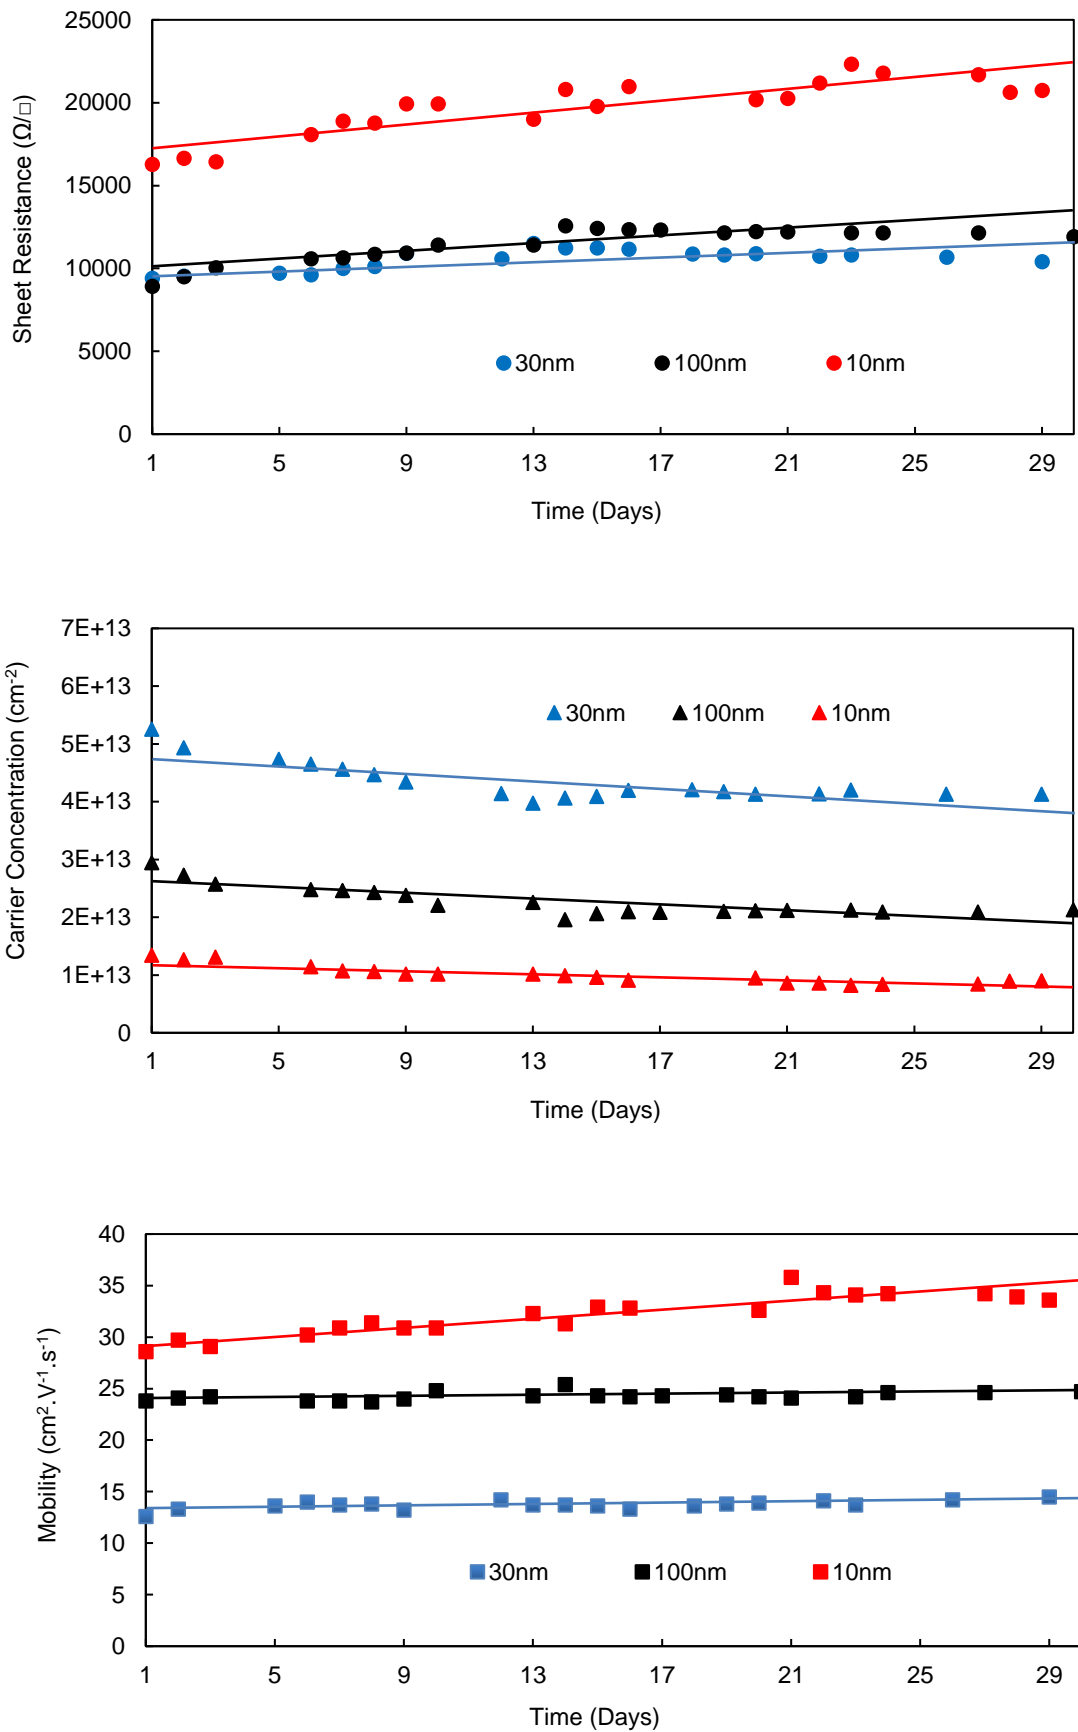 25000
20000
15000
10000
5000
0
Sheet Resistance (Ω/□)
30nm 100nm 10nm
1 5 9 13 17 21 25 29
Time (Days)
7E+13
6E+13
5E+13
4E+13
3E+13
2E+13
1E+13
0
Carrier Concentration (cm⁻²)
30nm 100nm 10nm
1 5 9 13 17 21 25 29
Time (Days)
40
35
30
25
20
15
10
5
0
Mobility (cm².V⁻¹.s⁻¹)
30nm 100nm 10nm
1 5 9 13 17 21 25 29
Time (Days)